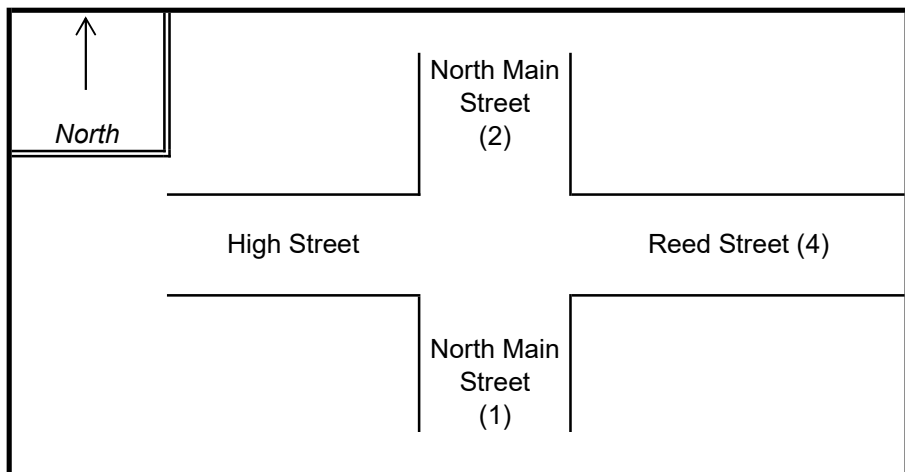 North
North Main
Street
(2)
High Street
Reed Street (4)
North Main
Street
(1)